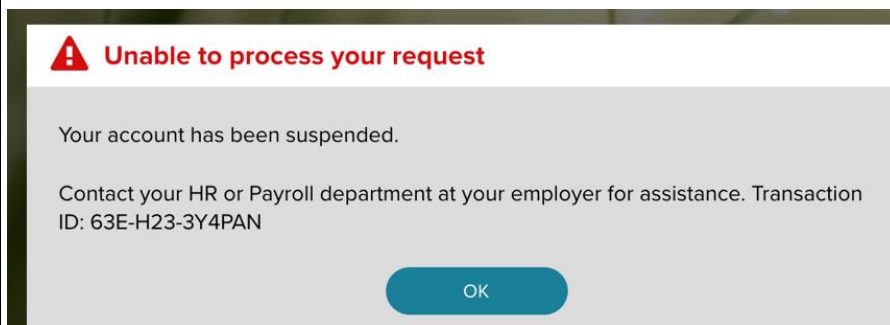 Unable to process your request
Your account has been suspended.
Contact your HR or Payroll department at your employer for assistance. Transaction
ID: 63E-H23-3Y4PAN
OK